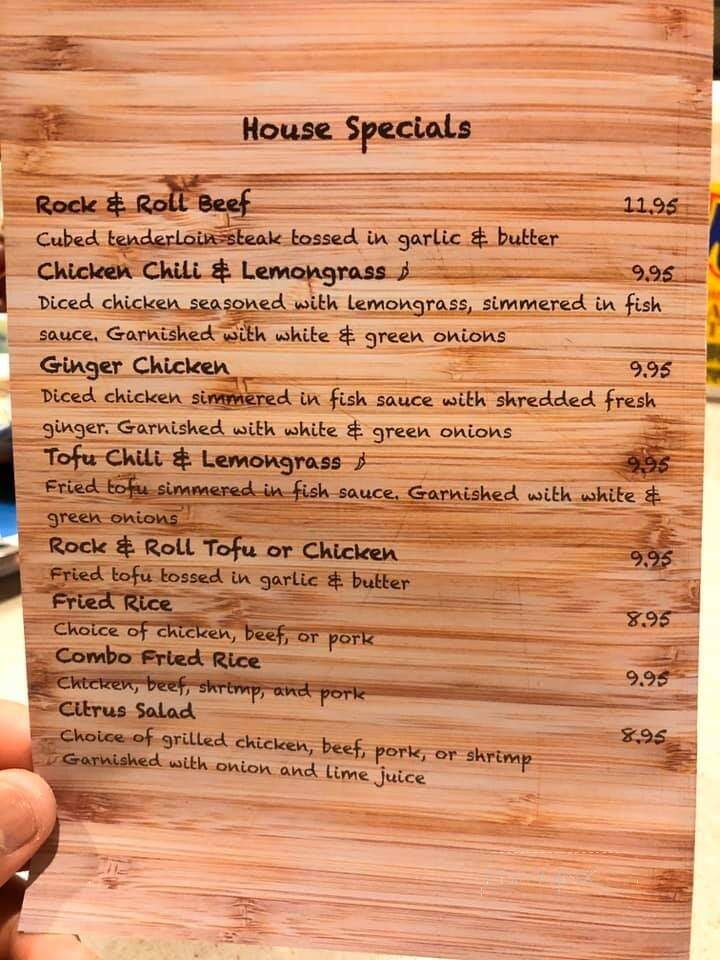 House Specials
Rock & Roll Beef 11.95
Cubed tenderloin steak tossed in garlic & butter
Chicken Chili & Lemongrass 9.95
Diced chicken seasoned with lemongrass, simmered in fish
sauce. Garnished with white & green onions
Ginger Chicken 9.95
Diced chicken simmered in fish sauce with shredded fresh
ginger. Garnished with white & green onions
Tofu Chili & Lemongrass 9.95
Fried tofu simmered in fish sauce. Garnished with white &
green onions
Rock & Roll Tofu or Chicken 9.95
Fried tofu tossed in garlic & butter
Fried Rice 8.95
Choice of chicken, beef, or pork
Combo Fried Rice 9.95
Chicken, beef, shrimp, and pork
Citrus Salad 8.95
Choice of grilled chicken, beef, pork, or shrimp
Garnished with onion and lime juice